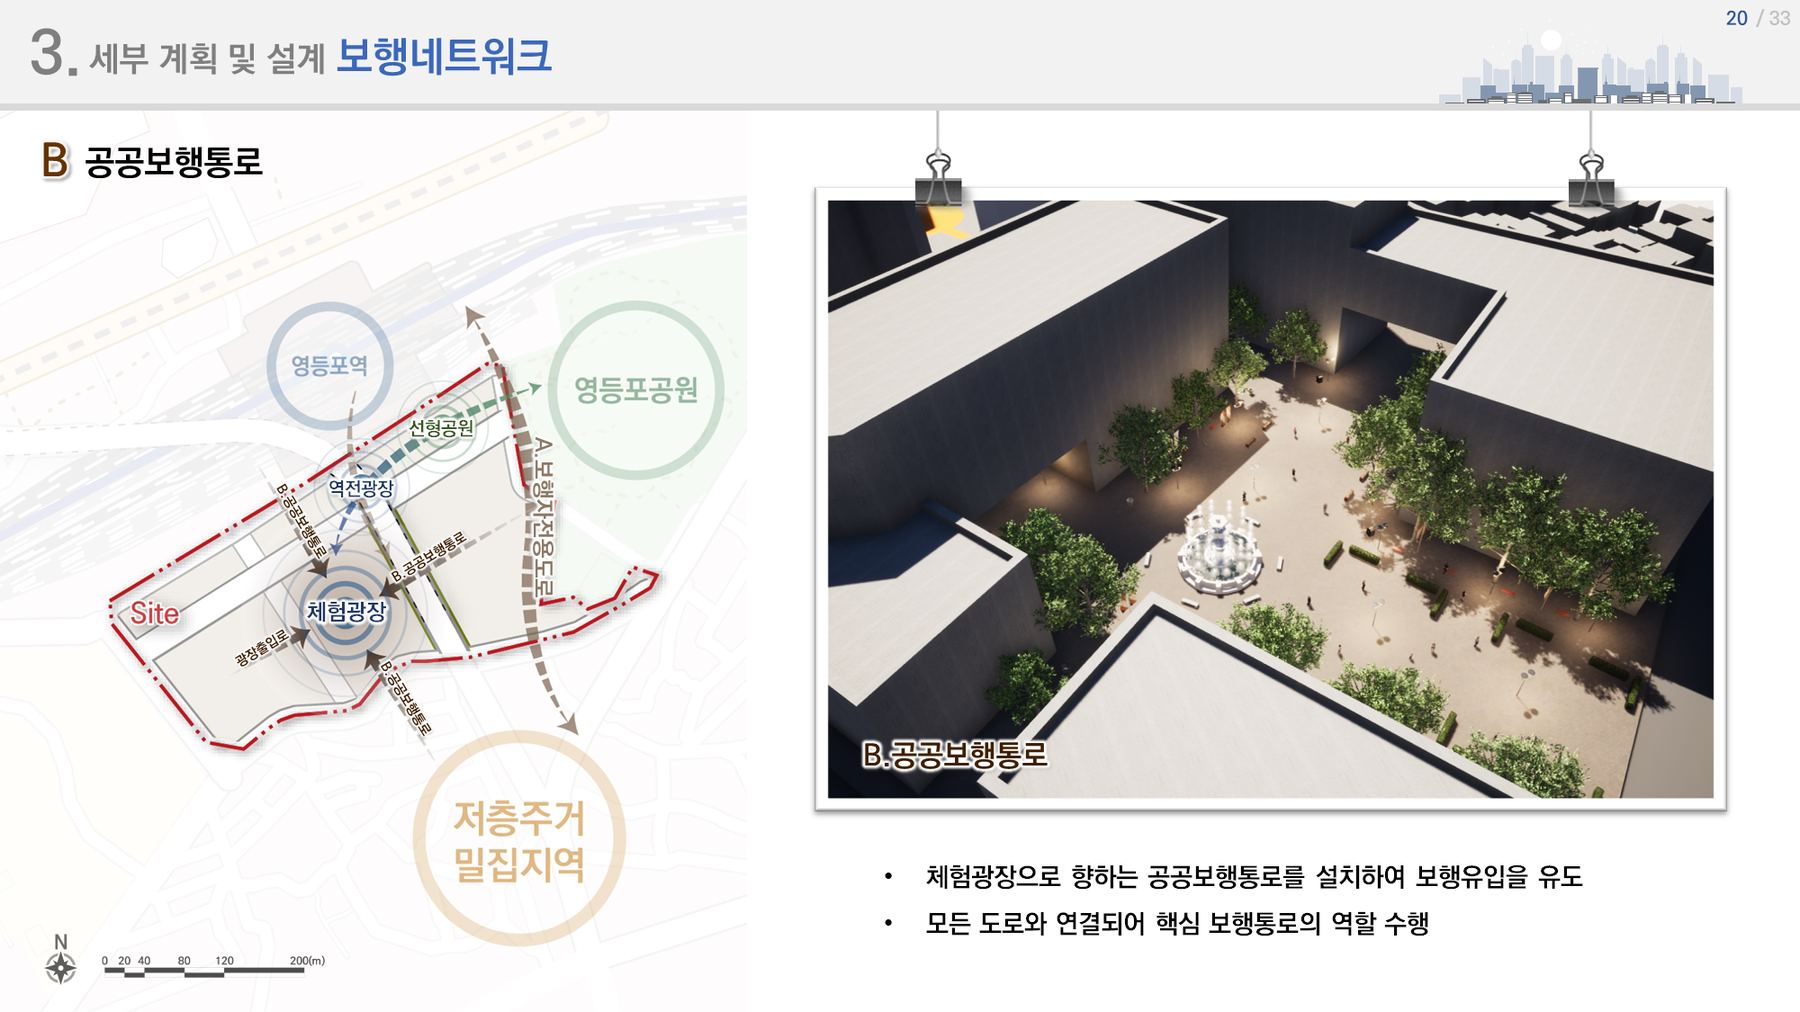 20 / 33
3. 세부 계획 및 설계 보행네트워크
B 공공보행통로
영등포역
영등포공원
선형공원
A.보행자전용도로
역전광장
B.공공보행통로
B.공공보행통로
체험광장
Site
광장출입로
B.공공보행통로
저층주거
밀집지역
N
0 20 40 80 120 200(m)
B.공공보행통로
• 체험광장으로 향하는 공공보행통로를 설치하여 보행유입을 유도
• 모든 도로와 연결되어 핵심 보행통로의 역할 수행